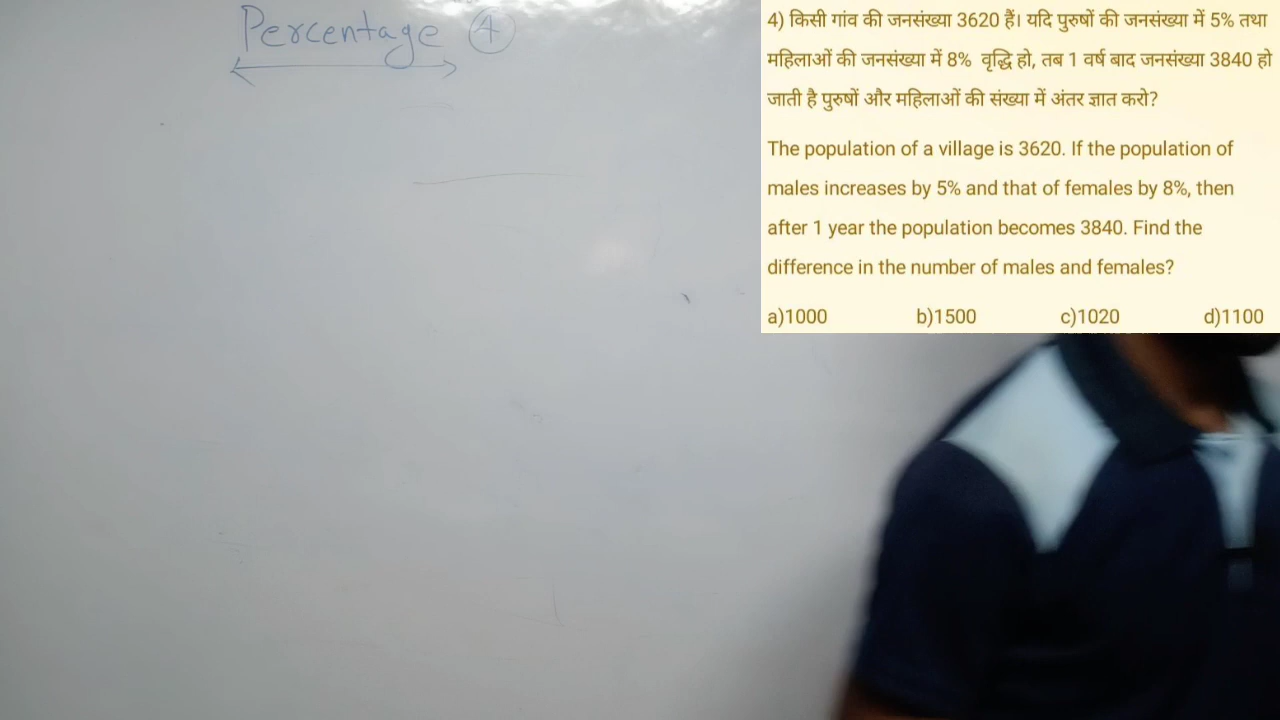 Percentage 4
4) किसी गांव की जनसंख्या 3620 हैं। यदि पुरुषों की जनसंख्या में 5% तथा
महिलाओं की जनसंख्या में 8% वृद्धि हो, तब 1 वर्ष बाद जनसंख्या 3840 हो
जाती है पुरुषों और महिलाओं की संख्या में अंतर ज्ञात करो?
The population of a village is 3620. If the population of
males increases by 5% and that of females by 8%, then
after 1 year the population becomes 3840. Find the
difference in the number of males and females?
a)1000 b)1500 c)1020 d)1100